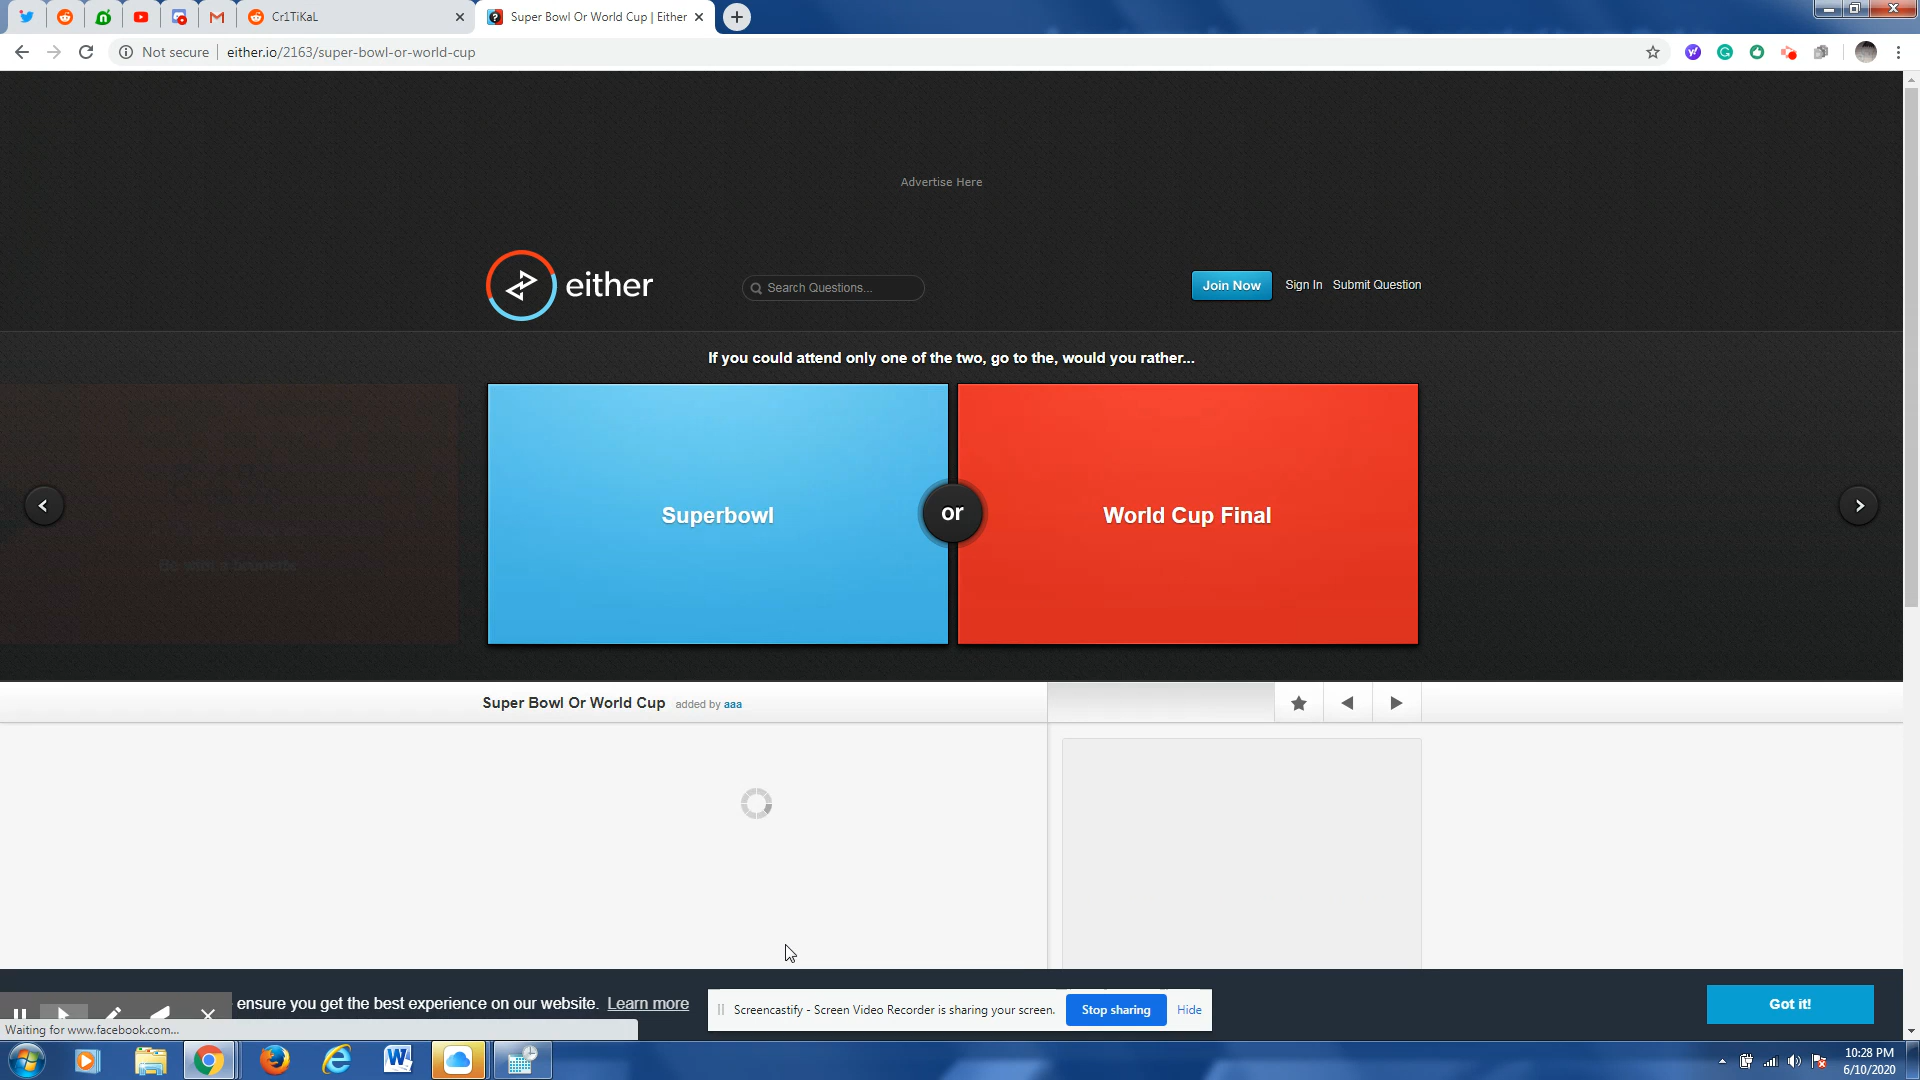 Cr1TiKaL
Super Bowl Or World Cup | Either
Not secure
either.io/2163/super-bowl-or-world-cup
Advertise Here
either
Search Questions...
Join Now
Sign In
Submit Question
If you could attend only one of the two, go to the, would you rather...
Superbowl
or
World Cup Final
Super Bowl Or World Cup added by aaa
ensure you get the best experience on our website. Learn more
Screencastify - Screen Video Recorder is sharing your screen.
Stop sharing
Hide
Got it!
Waiting for www.facebook.com...
10:28 PM
6/10/2020